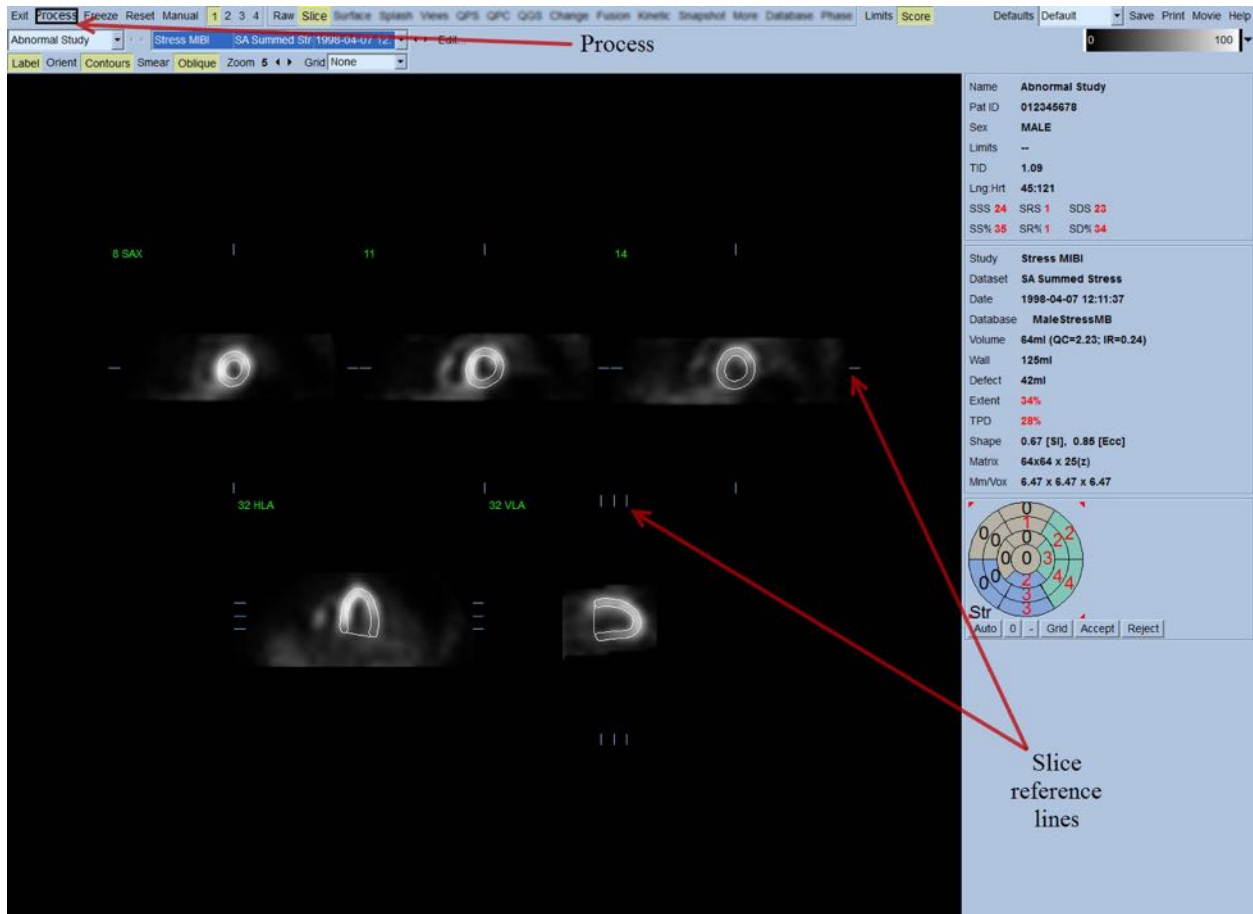 Exit Process Freeze Reset Manual 1 2 3 4 Raw Slice Surface Splash Views QPS QPC QGS Change Fusion Kinetic Snapshot More Database Phase Limits Score Defaults Default Save Print Movie Help
Abnormal Study Stress MIBI SA Summed Str 1998-04-07 12: Edit... Process 0 100
Label Orient Contours Smear Oblique Zoom 5 Grid None
Name Abnormal Study
Pat ID 012345678
Sex MALE
Limits --
TID 1.09
Lng:Hrt 45:121
SSS 24 SRS 1 SDS 23
SS% 35 SR% 1 SD% 34
8 SAX 11 14
Study Stress MIBI
Dataset SA Summed Stress
Date 1998-04-07 12:11:37
Database MaleStressMB
Volume 64ml (QC=2.23; IR=0.24)
Wall 125ml
Defect 42ml
Extent 34%
TPD 28%
Shape 0.67 [SI], 0.85 [Ecc]
Matrix 64x64 x 25(z)
Mm/Vox 6.47 x 6.47 x 6.47
32 HLA 32 VLA
0
1
0 0 0 2 2
0 0 3
0 0 2 4 4
3
Str 3
Auto 0 - Grid Accept Reject
Slice
reference
lines